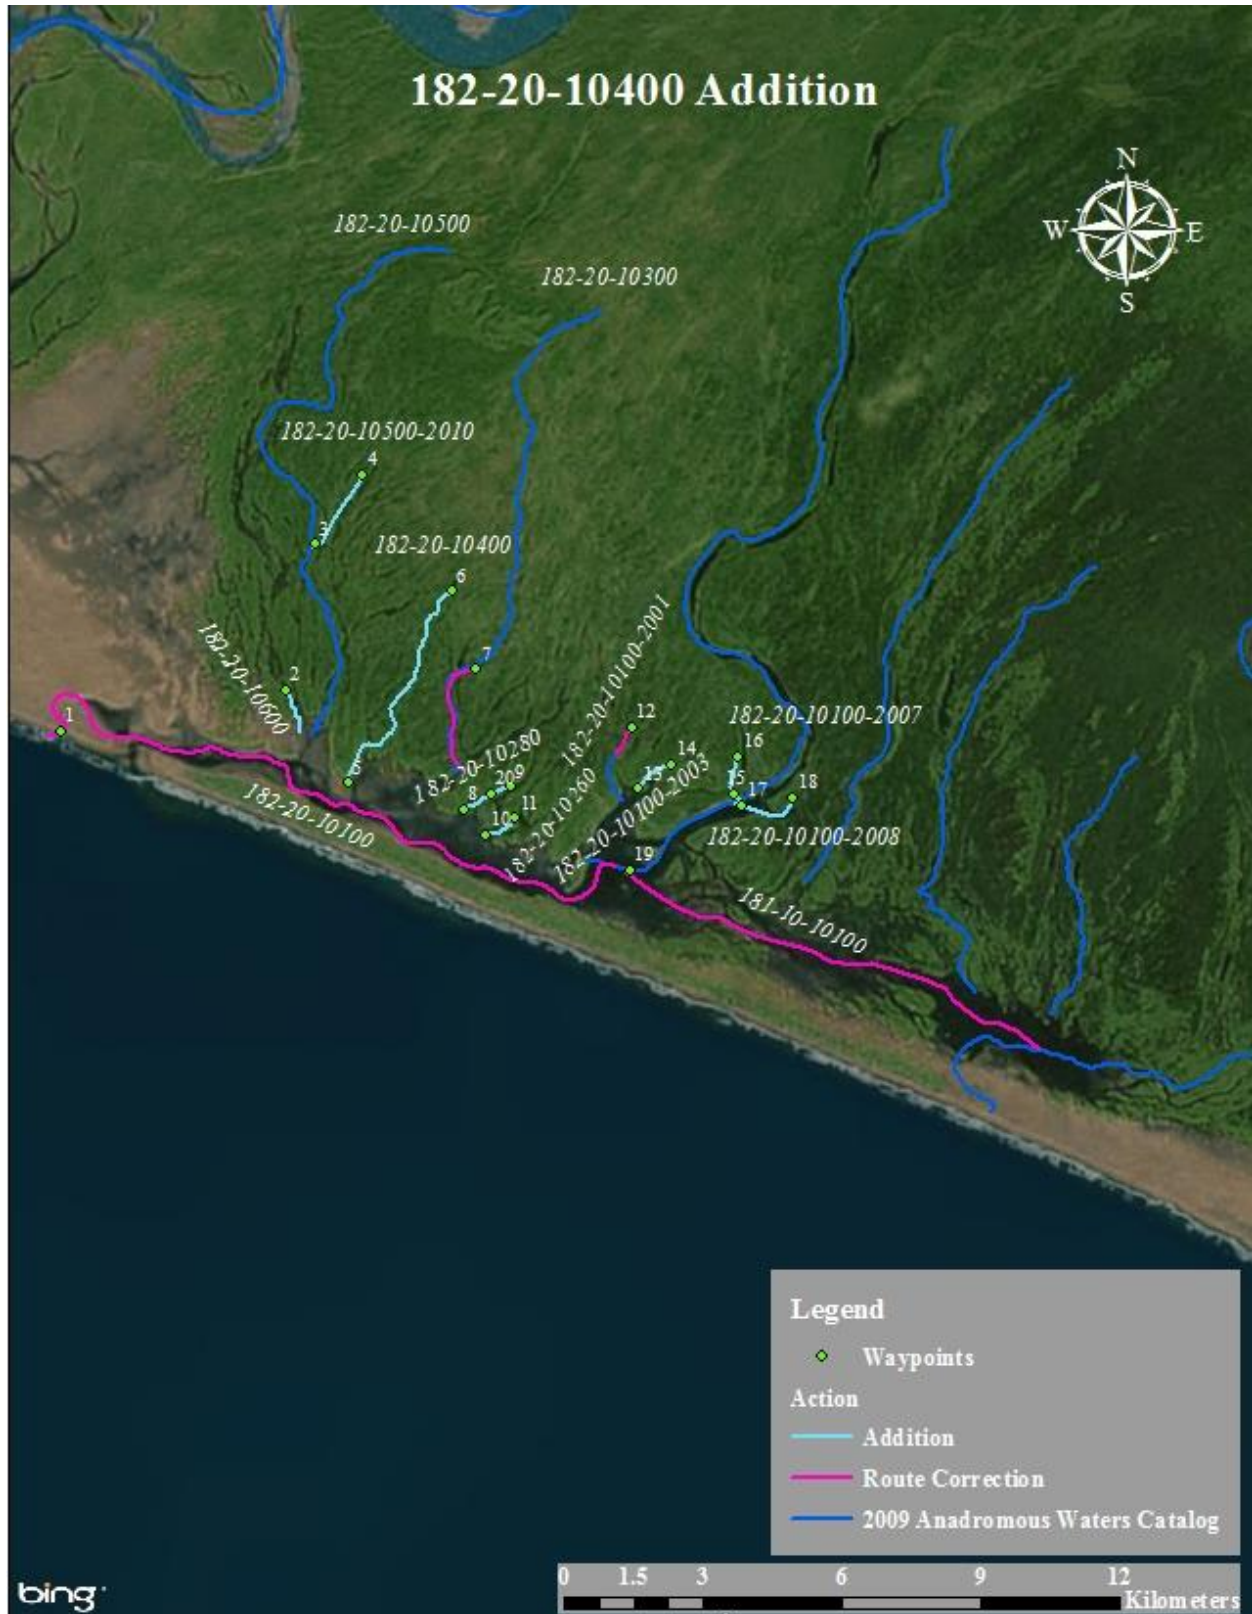 182-20-10400 Addition
N
W
E
S
182-20-10500
182-20-10300
182-20-10500-2010
4
3
182-20-10400
6
182-20-10600
2
7
182-20-10100-2001
1
12
182-20-10100-2007
182-20-10280
14
16
5
8
209
13
15
17
18
182-20-10100
10
11
182-20-10260
182-20-10100-2003
182-20-10100-2008
19
181-10-10100
Legend
Waypoints
Action
Addition
Route Correction
2009 Anadromous Waters Catalog
bing
0 1.5 3 6 9 12
Kilometers